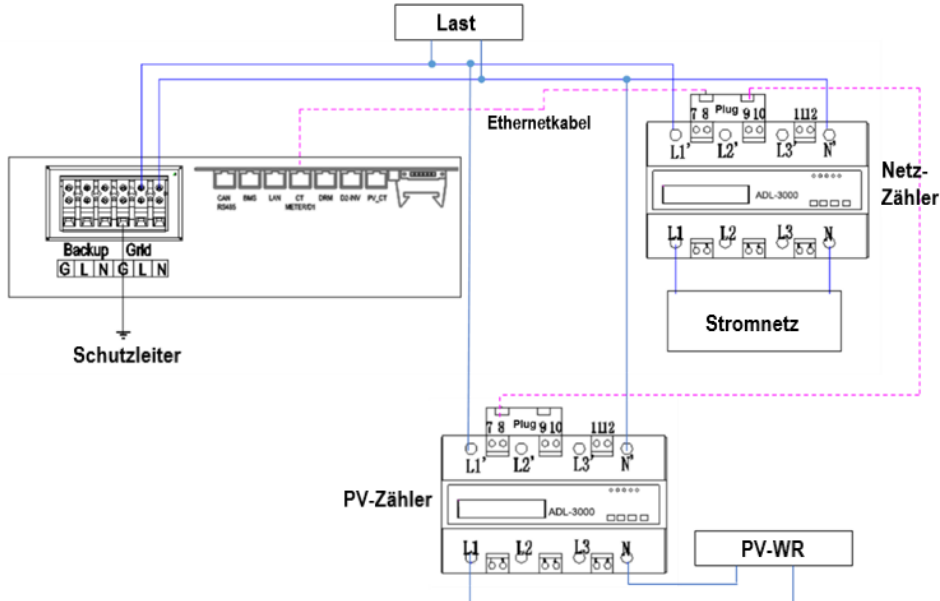 Last
Ethernetkabel
7 8 Plug 9 10 11 12
L1' L2' L3' N'
ADL-3000
L1 L2 L3 N
Netz-
Zähler
Stromnetz
CAN
RS485
BMS
LAN
CT
METER/D1
DRM
D2-INV
PV_CT
Backup Grid
G L N G L N
Schutzleiter
7 8 Plug 9 10 11 12
L1' L2' L3' N'
PV-Zähler
ADL-3000
L1 L2 L3 N
PV-WR